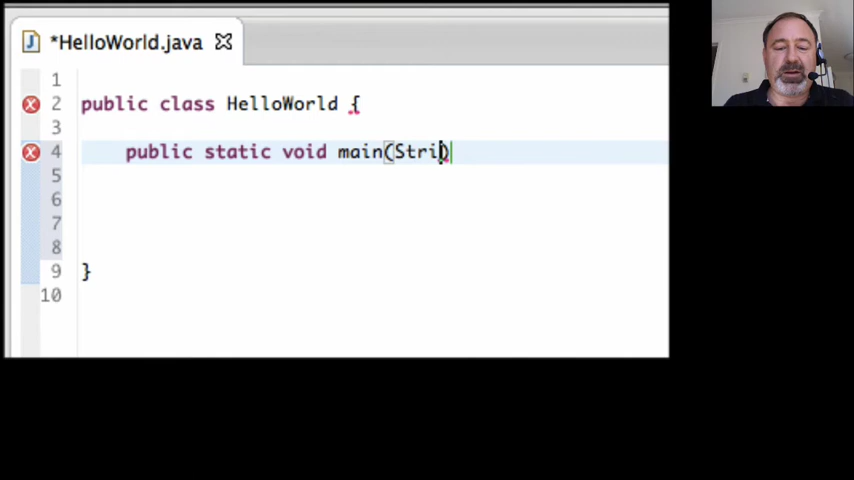 *HelloWorld.java
1
2 public class HelloWorld {
3
4 public static void main(Stri)
5
6
7
8
9 }
10